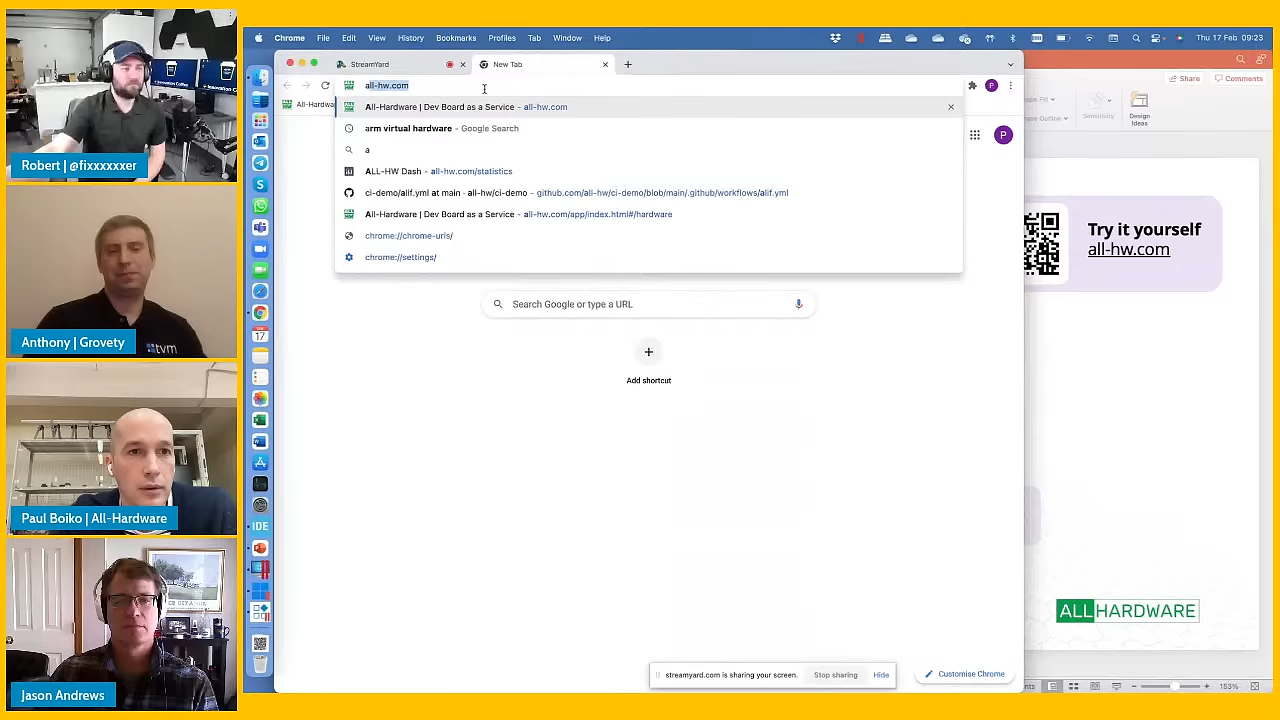 Robert | @fixxxxxxer
Anthony | Grovety
tvm
Paul Boiko | All-Hardware
Jason Andrews
Chrome File Edit View History Bookmarks Profiles Tab Window Help
Thu 17 Feb 09:23
StreamYard
New Tab
all-hw.com
All-Hardwa
P
All-Hardware | Dev Board as a Service - all-hw.com
arm virtual hardware - Google Search
a
ALL-HW Dash - all-hw.com/statistics
ci-demo/alif.yml at main · all-hw/ci-demo - github.com/all-hw/ci-demo/blob/main/.github/workflows/alif.yml
All-Hardware | Dev Board as a Service - all-hw.com/app/index.html#/hardware
chrome://chrome-urls/
chrome://settings/
P
Search Google or type a URL
Add shortcut
streamyard.com is sharing your screen. Stop sharing Hide
Customise Chrome
Share Comments
Sensitivity
Design
Ideas
Try it yourself
all-hw.com
ALLHARDWARE
153%
17
IDE